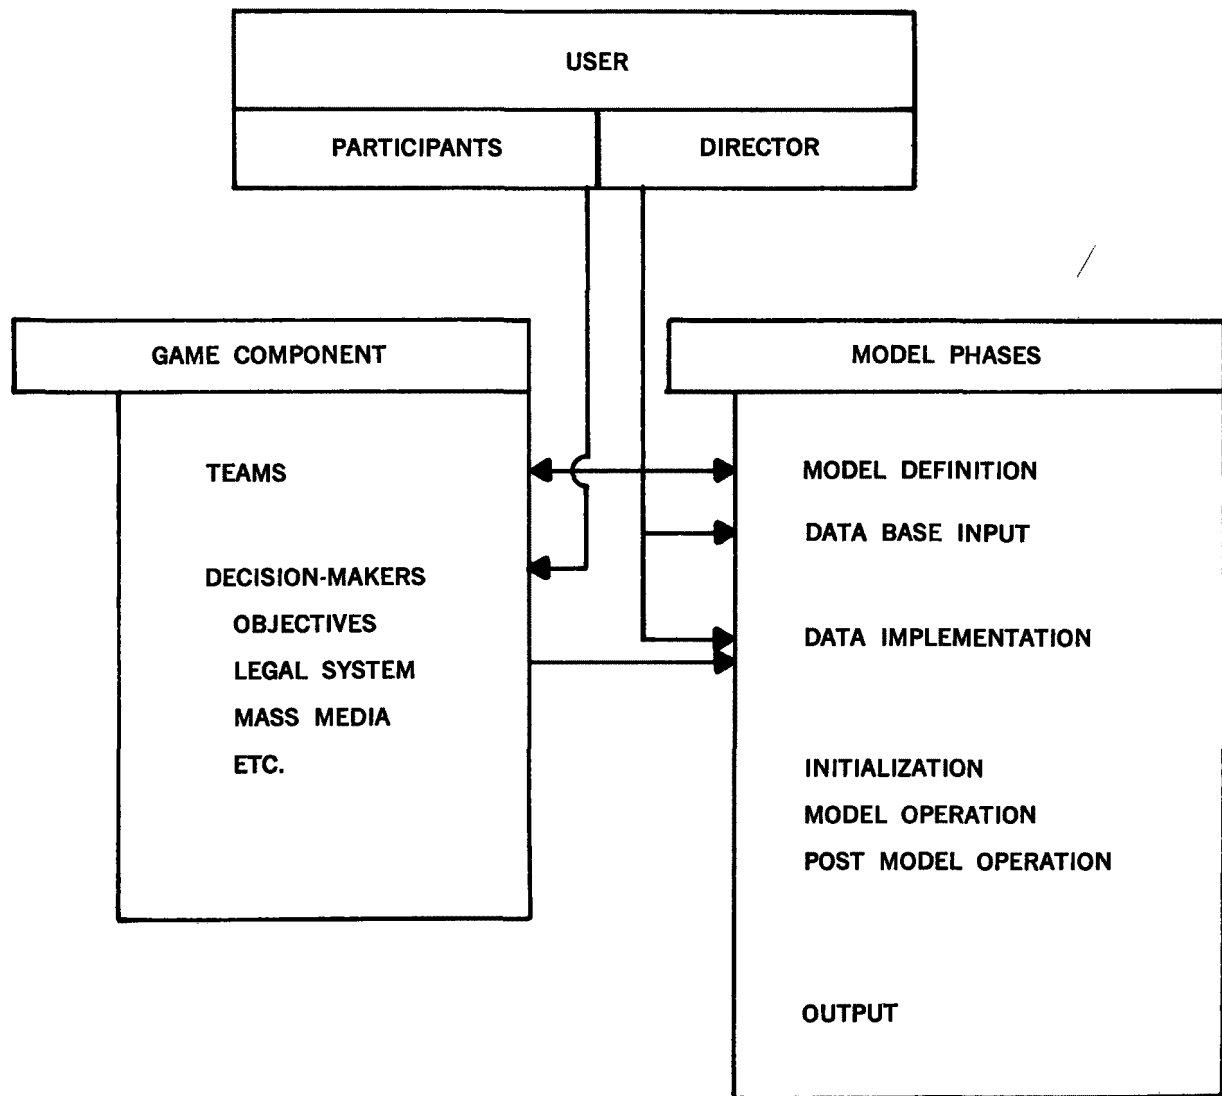 USER
PARTICIPANTS
DIRECTOR
GAME COMPONENT
TEAMS
DECISION-MAKERS
OBJECTIVES
LEGAL SYSTEM
MASS MEDIA
ETC.
MODEL PHASES
MODEL DEFINITION
DATA BASE INPUT
DATA IMPLEMENTATION
INITIALIZATION
MODEL OPERATION
POST MODEL OPERATION
OUTPUT